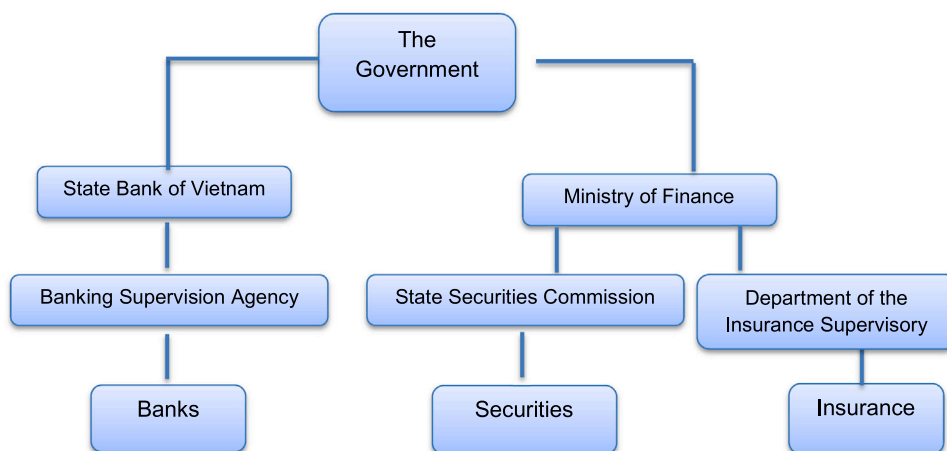 The
Government
State Bank of Vietnam
Ministry of Finance
Banking Supervision Agency
State Securities Commission
Department of the
Insurance Supervisory
Banks
Securities
Insurance